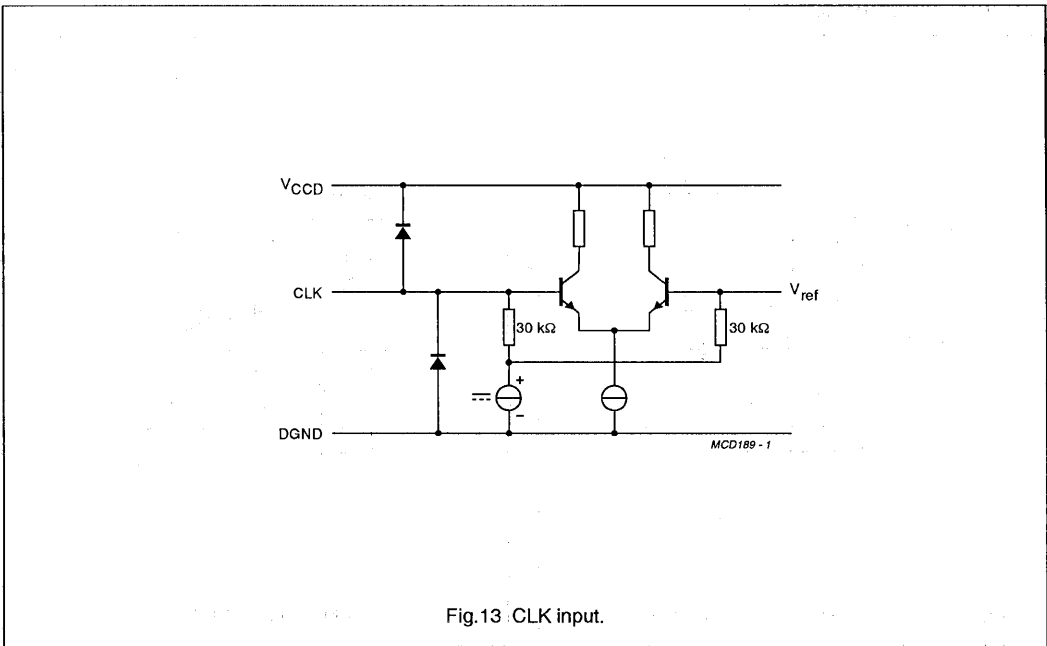 VCCD
CLK
Vref
30 kΩ
30 kΩ
+
−
DGND
MCD189 - 1
Fig.13 CLK input.